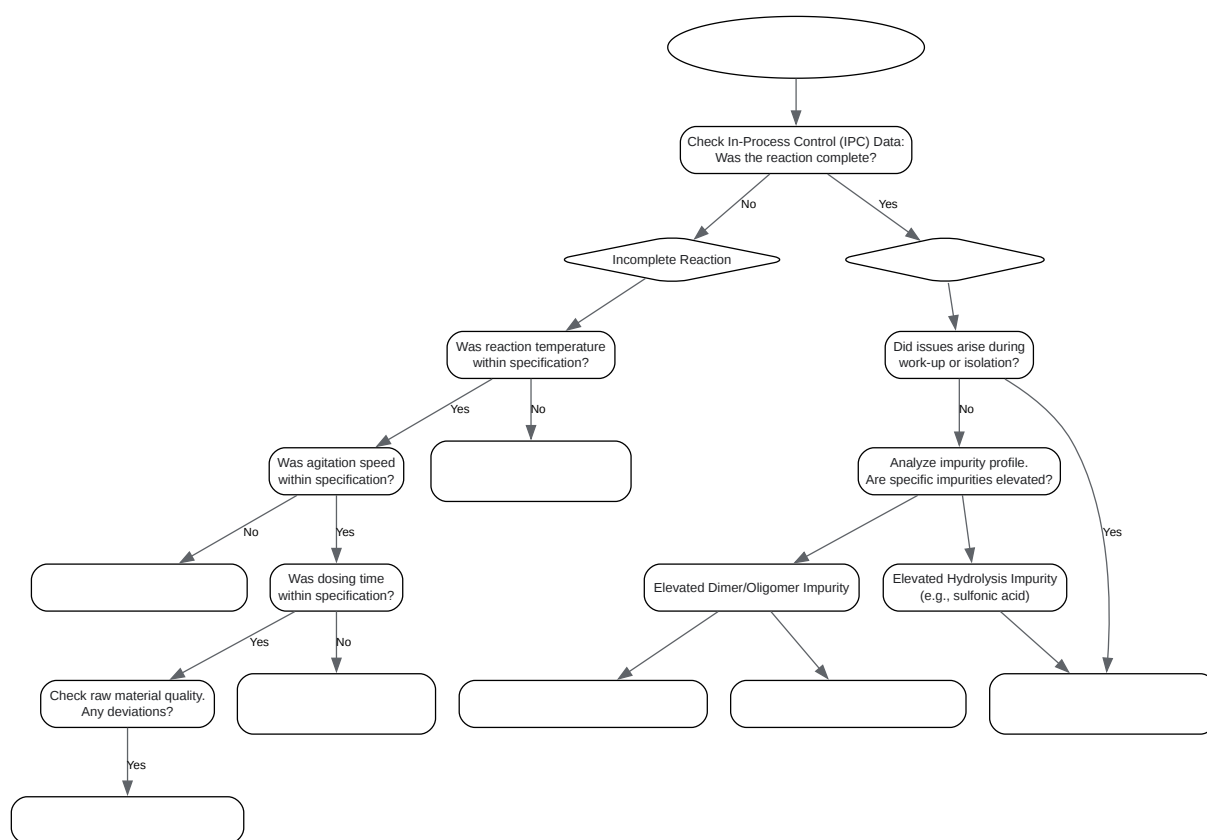 Check In-Process Control (IPC) Data:
Was the reaction complete?
No
Yes
Incomplete Reaction
Was reaction temperature
within specification?
Did issues arise during
work-up or isolation?
Yes
No
No
Was agitation speed
within specification?
Analyze impurity profile.
Are specific impurities elevated?
No
Yes
Yes
Was dosing time
within specification?
Elevated Dimer/Oligomer Impurity
Elevated Hydrolysis Impurity
(e.g., sulfonic acid)
Yes
No
Check raw material quality.
Any deviations?
Yes